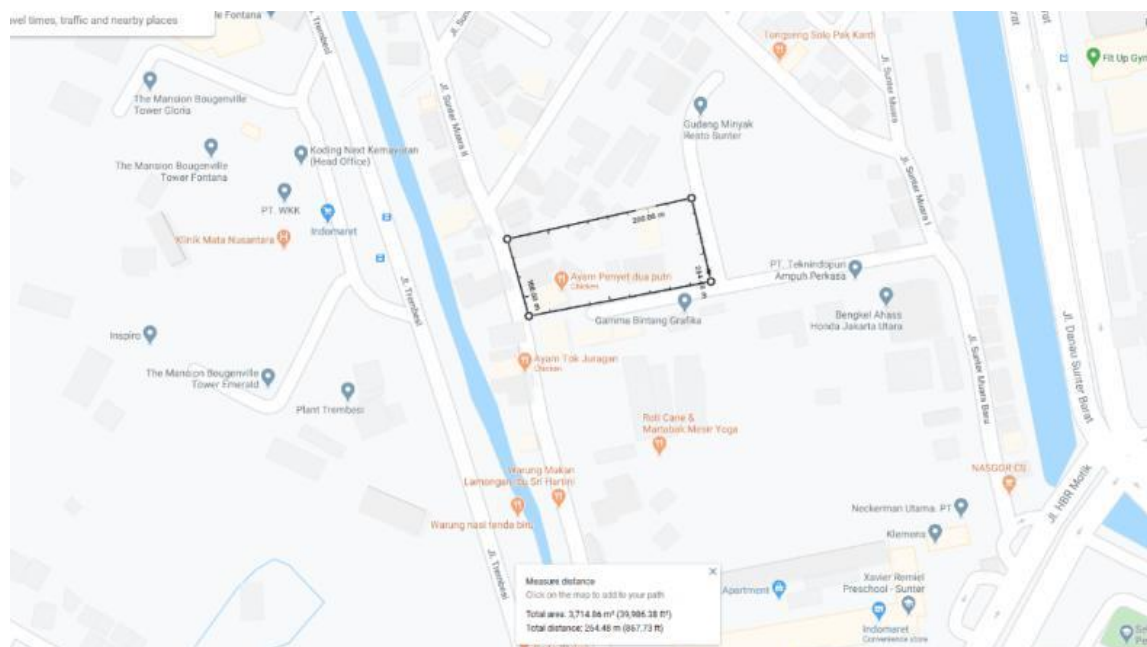 vel times, traffic and nearby places
Fontana
Tongseng Solo Pak Kanti
Fit Up Gym
The Mansion Bougenville
Tower Gloria
Gudang Minyak
Resto Sunter
Jl. Sunter Muara II
Jl. Sunter Muara
Koding Next Kemayoran
(Head Office)
The Mansion Bougenville
Tower Fontana
PT. WKK
Indomaret
Klinik Mata Nusantara
200.00 m
Jl. Sunter Muara I
Ayam Penyet dua putri
Chicken
PT. Teknindopuri
Ampuh Perkasa
Jl. Trembesi
Gamma Bintang Grafika
Bengkel Ahass
Honda Jakarta Utara
Inspiro
Jl. Danau Sunter Barat
Ayam Tok Juragan
Chicken
Jl. Sunter Muara Baru
The Mansion Bougenville
Tower Emerald
Plant Trembesi
Roti Cane &
Martabak Mesir Yoga
Warung Makan
Lamongan Ibu Sri Hartini
NASGOR
Jl. HBR Motik
Warung nasi tenda biru
Neckerman Utama. PT
Klemens
Jl. Trembesi
Measure distance
Click on the map to add to your path
Total area: 3,714.86 m² (39,986.38 ft²)
Total distance: 264.48 m (867.73 ft)
Apartment
Xavier Remiel
Preschool - Sunter
Indomaret
Convenience store